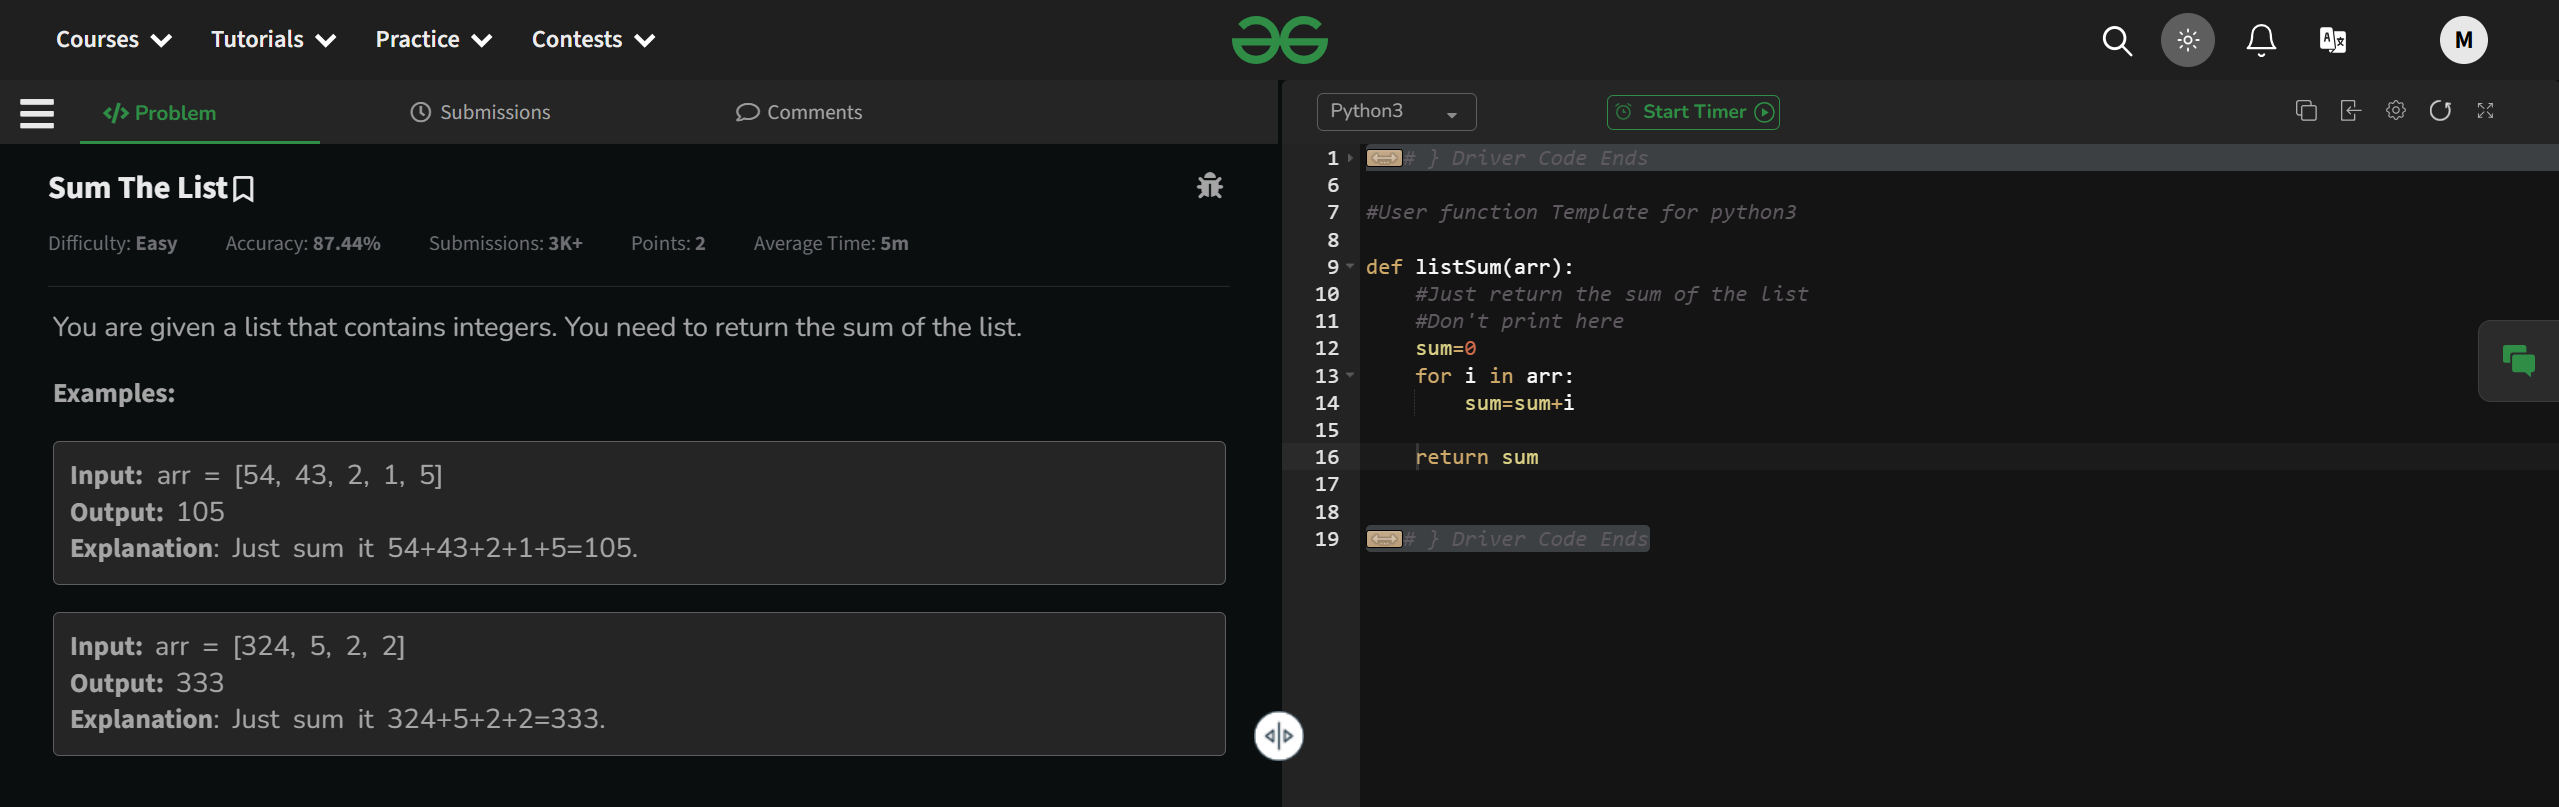 Courses Tutorials Practice Contests
M
Problem Submissions Comments
Sum The List
Difficulty: Easy Accuracy: 87.44% Submissions: 3K+ Points: 2 Average Time: 5m
You are given a list that contains integers. You need to return the sum of the list.
Examples:
Input: arr = [54, 43, 2, 1, 5]
Output: 105
Explanation: Just sum it 54+43+2+1+5=105.
Input: arr = [324, 5, 2, 2]
Output: 333
Explanation: Just sum it 324+5+2+2=333.
Python3 Start Timer
1 # } Driver Code Ends
6
7 #User function Template for python3
8
9 def listSum(arr):
10     #Just return the sum of the list
11     #Don't print here
12     sum=0
13     for i in arr:
14         sum=sum+i
15
16     return sum
17
18
19 # } Driver Code Ends